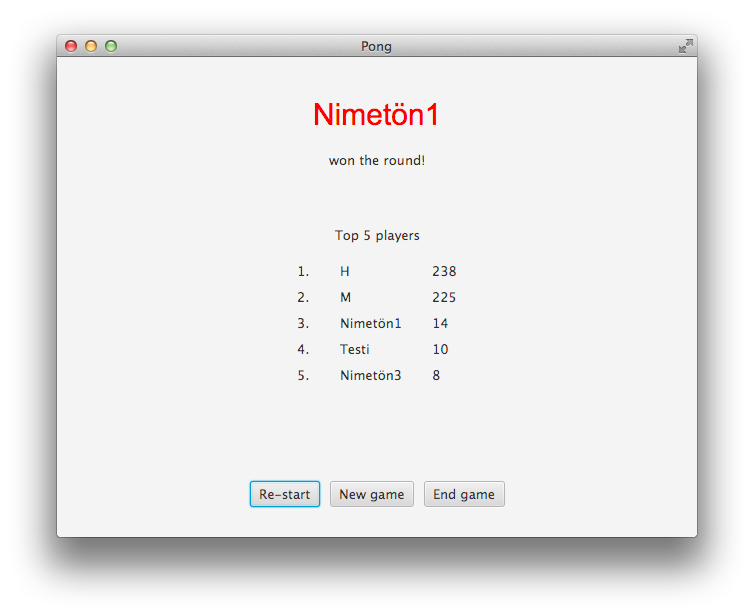 Pong
Nimetön1
won the round!
Top 5 players
1. H 238
2. M 225
3. Nimetön1 14
4. Testi 10
5. Nimetön3 8
Re-start New game End game